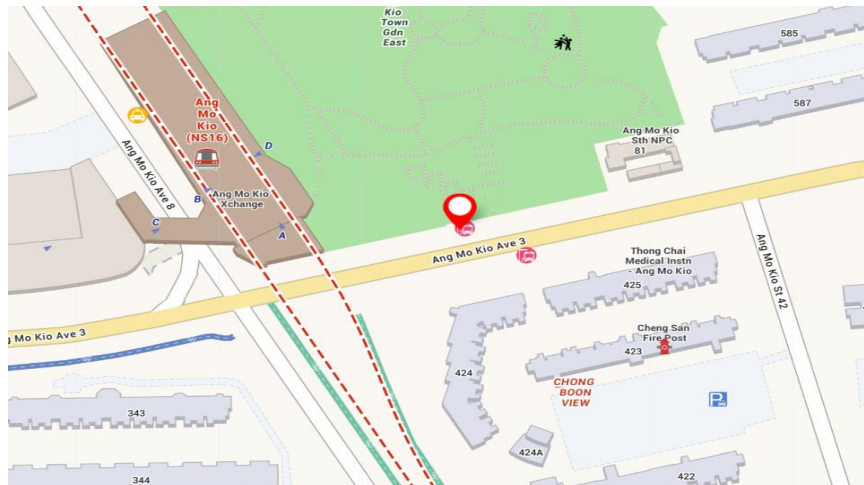 Kio
Town
Gdn
East
585
587
Ang
Mo
Kio
(NS16)
D
Ang Mo Kio
Sth NPC
81
Ang Mo Kio Ave 8
B
Ang Mo Kio
Xchange
C
A
Ang Mo Kio Ave 3
Thong Chai
Medical Instn
- Ang Mo Kio
425
Ang Mo Kio St 42
ng Mo Kio Ave 3
Cheng San
Fire Post
423
424
CHONG
BOON
VIEW
P
343
424A
344
422